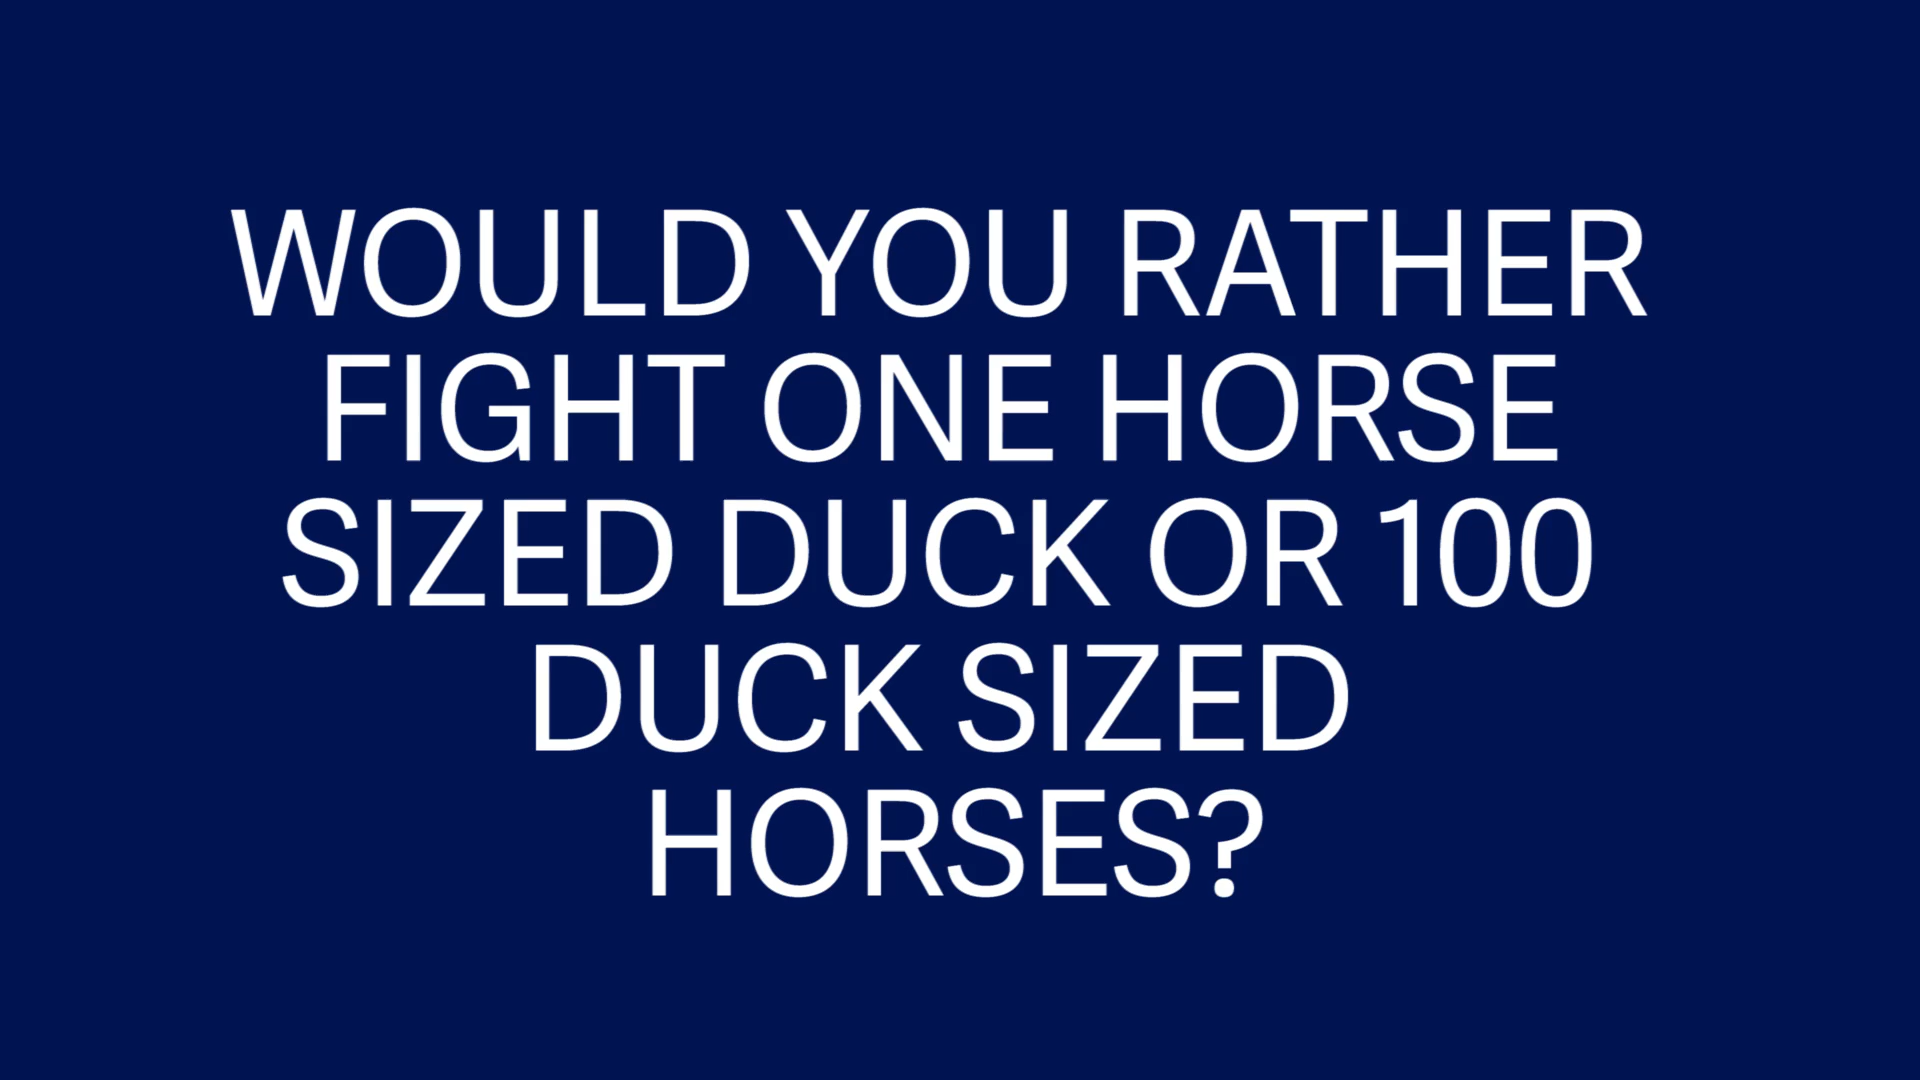 WOULD YOU RATHER
FIGHT ONE HORSE
SIZED DUCK OR 100
DUCK SIZED
HORSES?